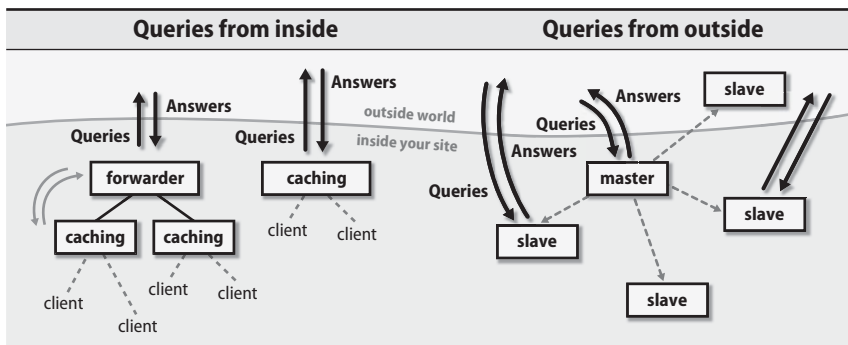 Queries from inside
Queries from outside
Answers
Queries
Answers
Queries
outside world
inside your site
forwarder
caching
caching
client
client
client
client
caching
client
client
Answers
Queries
slave
Answers
Queries
master
slave
slave
slave